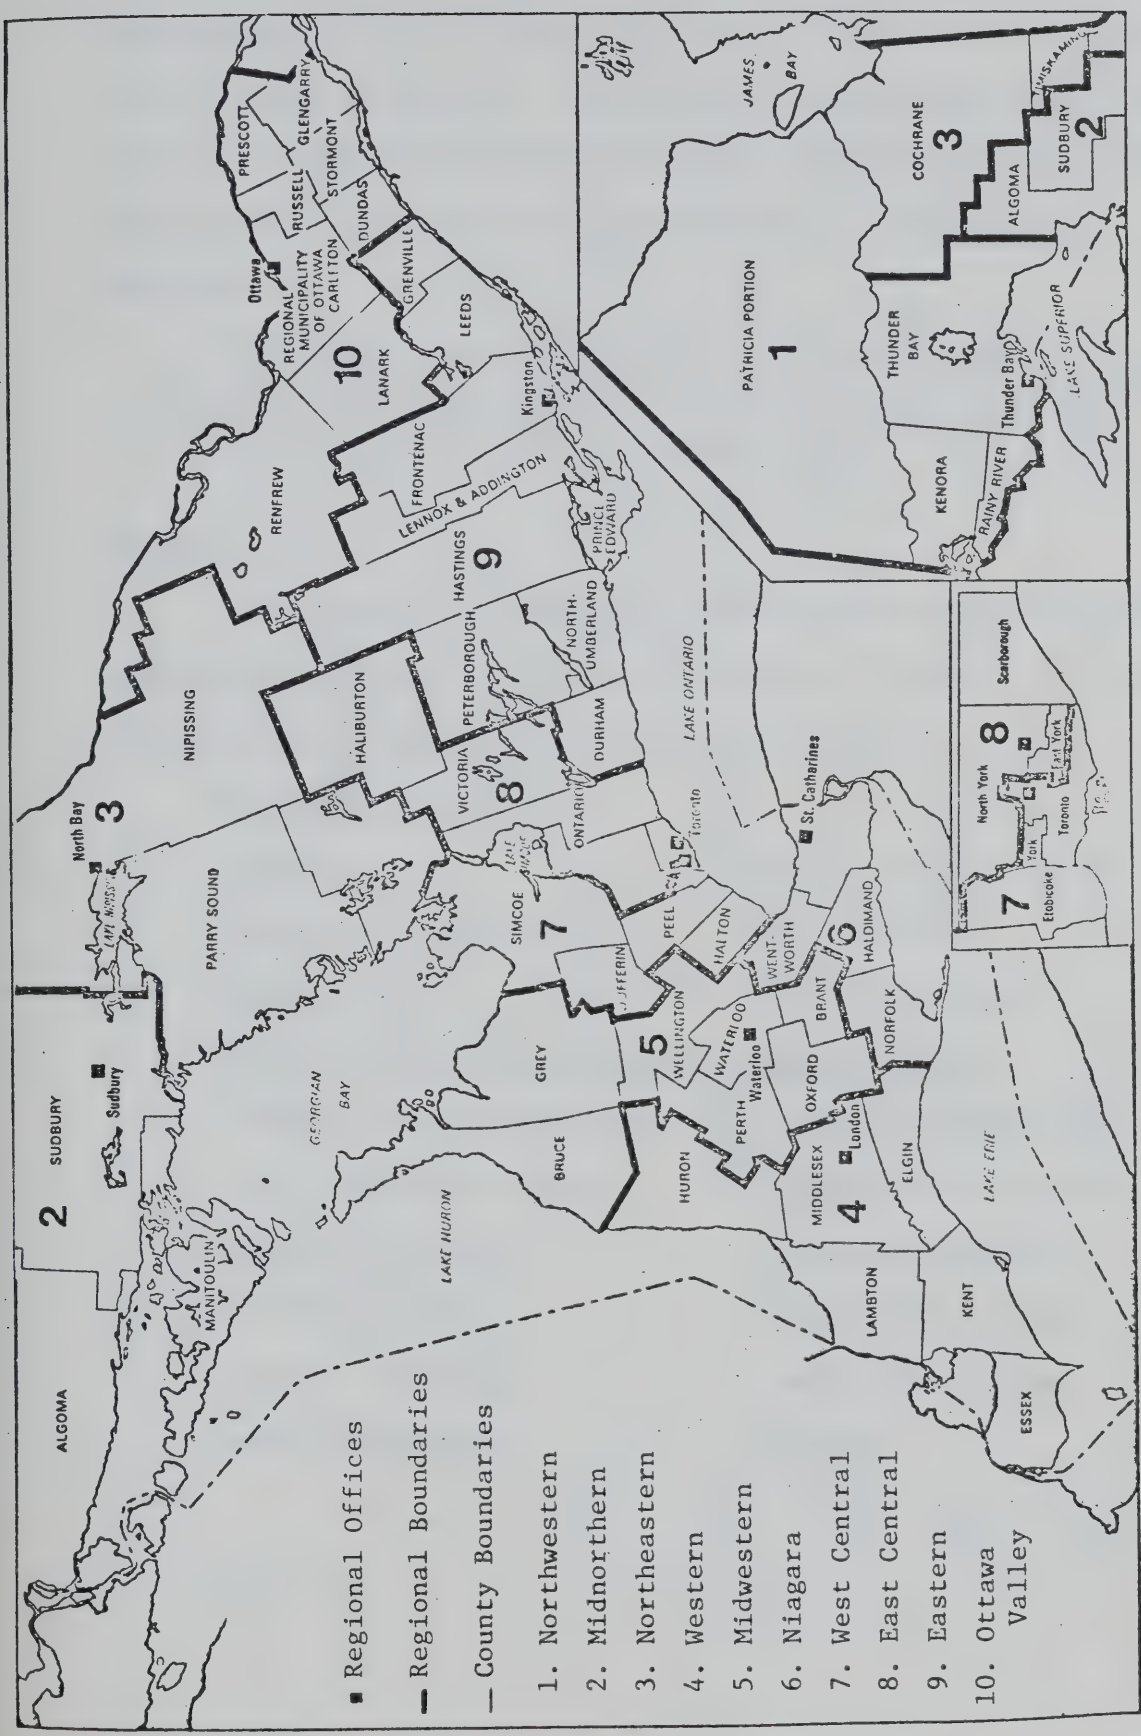 ALGOMA
2
SUDBURY
Sudbury
MANITOULIN
North Bay
3
LAKE NIPISSING
NIPISSING
PARRY SOUND
GEORGIAN
BAY
LAKE HURON
RENFREW
HALIBURTON
Ottawa
REGIONAL
MUNICIPALITY
OF OTTAWA
CARLETON
PRESCOTT
RUSSELL
GLENGARRY
STORMONT
DUNDAS
GRENVILLE
LEEDS
10
LANARK
FRONTENAC
LENNOX & ADDINGTON
Kingston
HASTINGS
9
PRINCE
EDWARD
PETERBOROUGH
NORTH-
UMBERLAND
VICTORIA
8
DURHAM
ONTARIO
LAKE SIMCOE
SIMCOE
7
DUFFERIN
PEEL
Toronto
HALTON
LAKE ONTARIO
GREY
BRUCE
5
WELLINGTON
WATERLOO
Waterloo
PERTH
HURON
WENT-
WORTH
6
HALDIMAND
BRANT
NORFOLK
OXFORD
MIDDLESEX
4
London
ELGIN
LAMBTON
KENT
ESSEX
LAKE ERIE
St. Catharines
■ Regional Offices
— Regional Boundaries
— County Boundaries
1. Northwestern
2. Midnorthern
3. Northeastern
4. Western
5. Midwestern
6. Niagara
7. West Central
8. East Central
9. Eastern
10. Ottawa
Valley
JAMES
BAY
PATRICIA PORTION
1
COCHRANE
3
TIMISKAMING
SUDBURY
2
ALGOMA
THUNDER
BAY
Thunder Bay
LAKE SUPERIOR
KENORA
RAINY RIVER
7
Etobicoke
York
North York
8
East York
Toronto
Scarborough